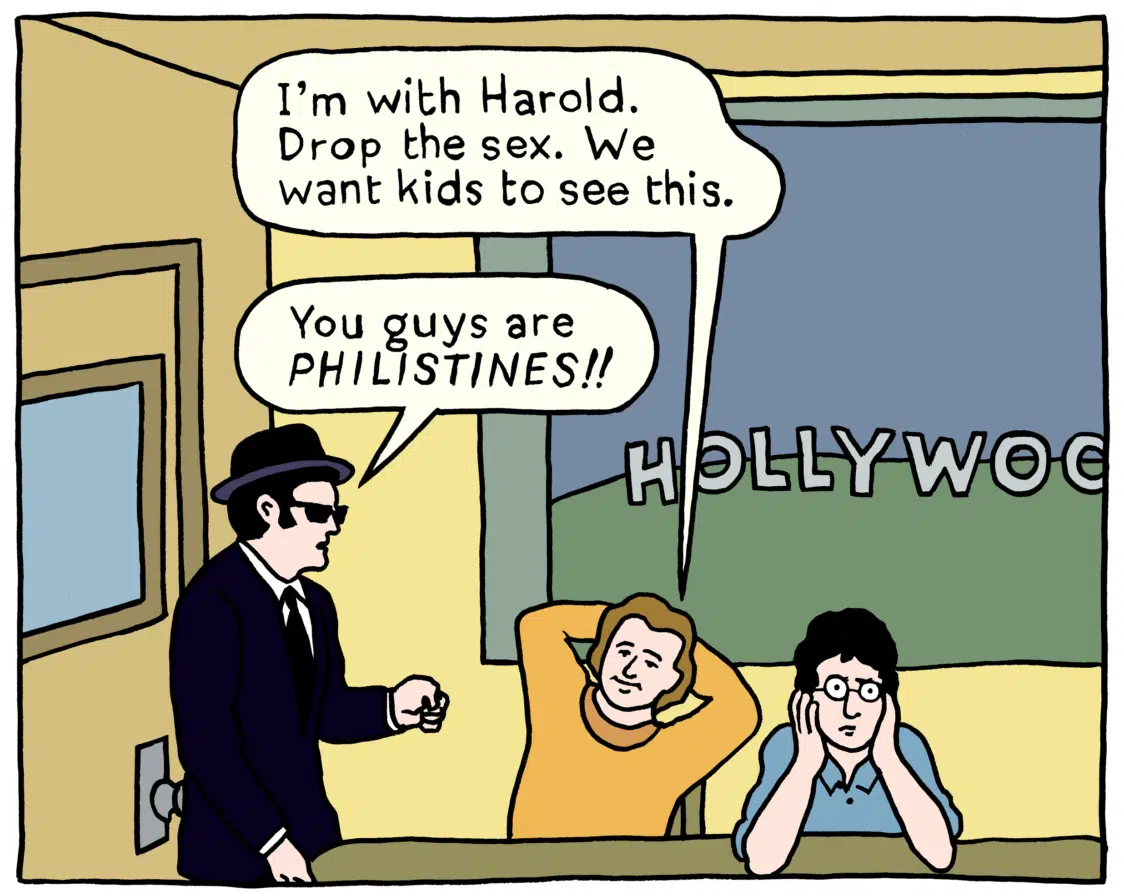 I'm with Harold.
Drop the sex. We
want kids to see this.
You guys are
PHILISTINES!!
HOLLYWOO